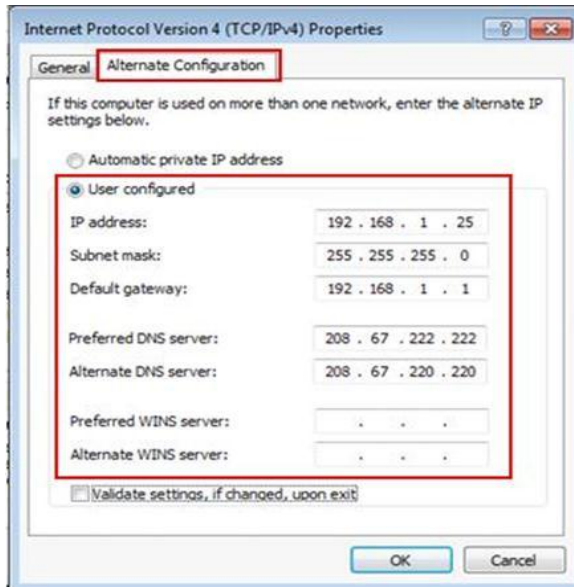 Internet Protocol Version 4 (TCP/IPv4) Properties
General Alternate Configuration
If this computer is used on more than one network, enter the alternate IP
settings below.
Automatic private IP address
User configured
IP address: 192 . 168 . 1 . 25
Subnet mask: 255 . 255 . 255 . 0
Default gateway: 192 . 168 . 1 . 1
Preferred DNS server: 208 . 67 . 222 . 222
Alternate DNS server: 208 . 67 . 220 . 220
Preferred WINS server: . . .
Alternate WINS server: . . .
Validate settings, if changed, upon exit
OK Cancel